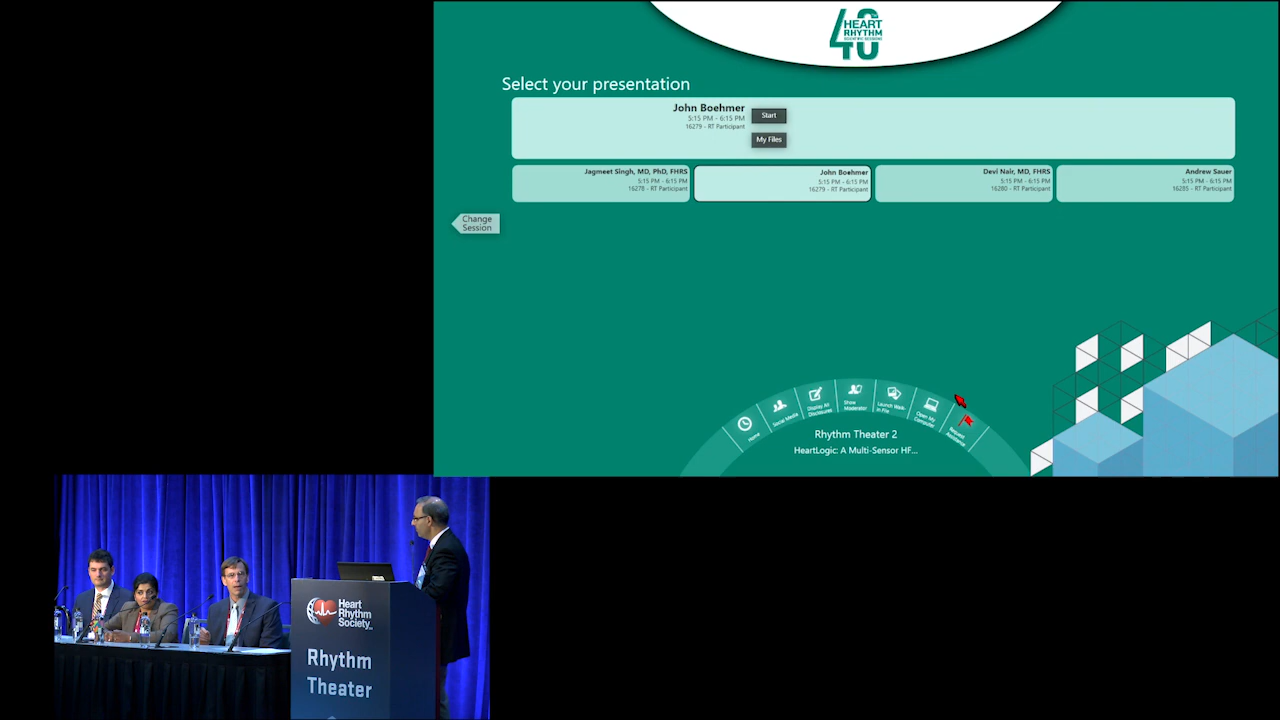 40
HEART
RHYTHM
SCIENTIFIC SESSIONS
Select your presentation
John Boehmer
5:15 PM - 6:15 PM
16279 - RT Participant
Start
My Files
Jagmeet Singh, MD, PhD, FHRS
5:15 PM - 6:15 PM
16278 - RT Participant
John Boehmer
5:15 PM - 6:15 PM
16279 - RT Participant
Devi Nair, MD, FHRS
5:15 PM - 6:15 PM
16280 - RT Participant
Andrew Sauer
5:15 PM - 6:15 PM
16285 - RT Participant
Change
Session
Home
Social Media
Display All
Disclosures
Show
Moderator
Launch Walk-
in File
Open My
Computer
Request
Assistance
Rhythm Theater 2
HeartLogic: A Multi-Sensor HF...
Heart
Rhythm
Society
Rhythm
Theater